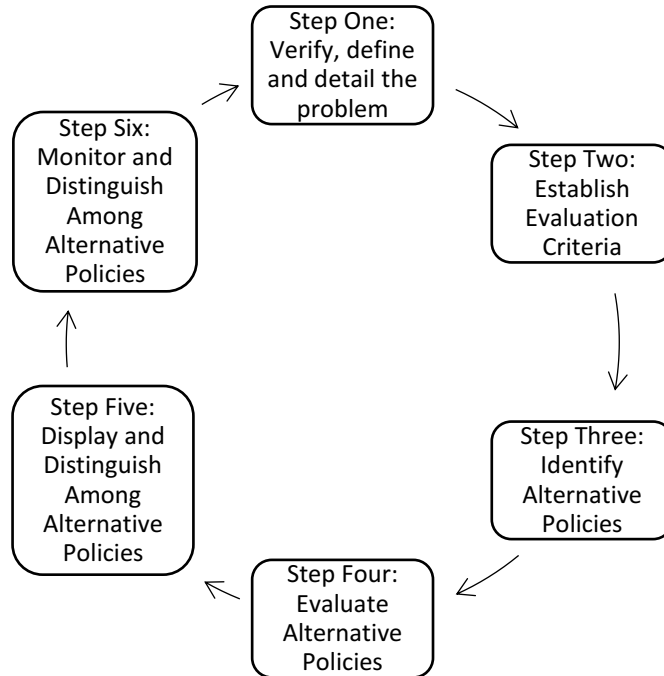 Step One:
Verify, define
and detail the
problem
Step Two:
Establish
Evaluation
Criteria
Step Three:
Identify
Alternative
Policies
Step Four:
Evaluate
Alternative
Policies
Step Five:
Display and
Distinguish
Among
Alternative
Policies
Step Six:
Monitor and
Distinguish
Among
Alternative
Policies